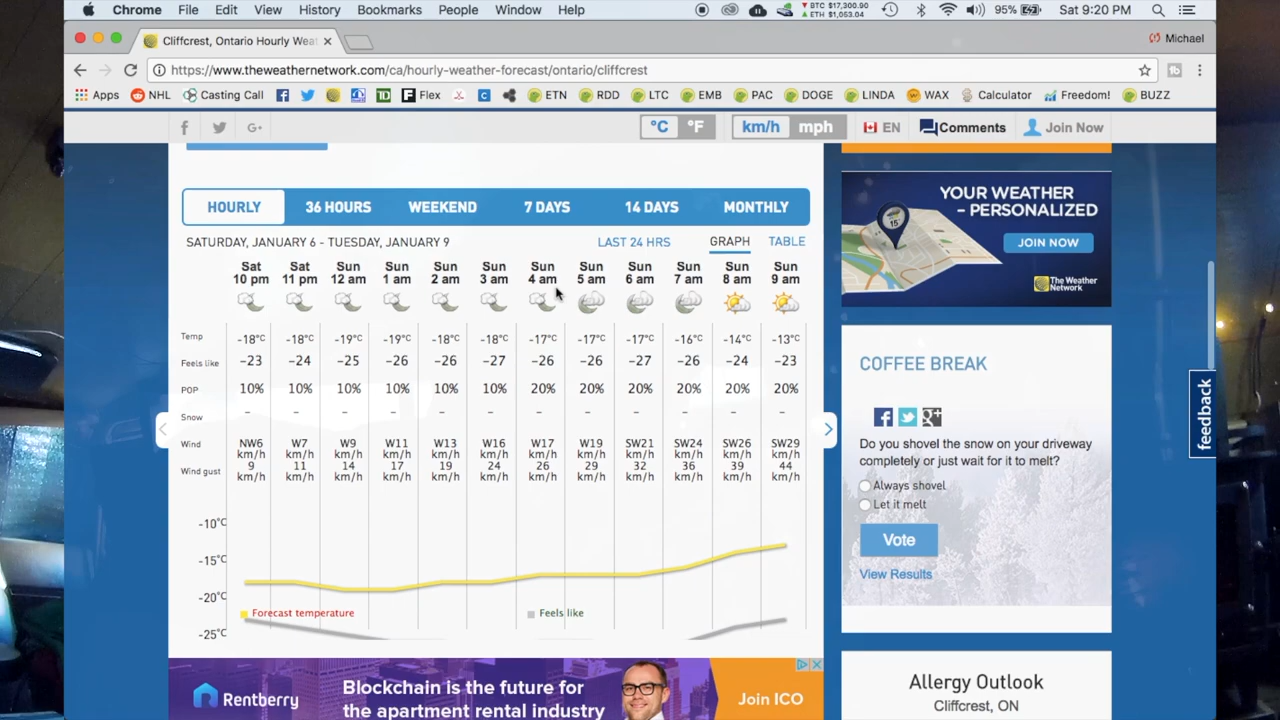 Chrome File Edit View History Bookmarks People Window Help
▼ BTC $17,300.90
▲ ETH $1,053.04
95% Sat 9:20 PM
Cliffcrest, Ontario Hourly Wea
Michael
https://www.theweathernetwork.com/ca/hourly-weather-forecast/ontario/cliffcrest
Apps NHL Casting Call Flex ETN RDD LTC EMB PAC DOGE LINDA WAX Calculator Freedom! BUZZ
°C °F km/h mph EN Comments Join Now
HOURLY 36 HOURS WEEKEND 7 DAYS 14 DAYS MONTHLY
SATURDAY, JANUARY 6 - TUESDAY, JANUARY 9 LAST 24 HRS GRAPH TABLE
Sat Sat Sun Sun Sun Sun Sun Sun Sun Sun Sun Sun
10 pm 11 pm 12 am 1 am 2 am 3 am 4 am 5 am 6 am 7 am 8 am 9 am
Temp -18°C -18°C -19°C -19°C -18°C -18°C -17°C -17°C -17°C -16°C -14°C -13°C
Feels like -23 -24 -25 -26 -26 -27 -26 -26 -27 -26 -24 -23
POP 10% 10% 10% 10% 10% 10% 20% 20% 20% 20% 20% 20%
Snow - - - - - - - - - - - -
Wind NW6 W7 W9 W11 W13 W16 W17 W19 SW21 SW24 SW26 SW29
km/h km/h km/h km/h km/h km/h km/h km/h km/h km/h km/h km/h
Wind gust 9 11 14 17 19 24 26 29 32 36 39 44
km/h km/h km/h km/h km/h km/h km/h km/h km/h km/h km/h km/h
-10°C
-15°C
-20°C
-25°C
Forecast temperature Feels like
Rentberry
Blockchain is the future for
the apartment rental industry
Join ICO
YOUR WEATHER
– PERSONALIZED
JOIN NOW
The Weather
Network
COFFEE BREAK
Do you shovel the snow on your driveway
completely or just wait for it to melt?
Always shovel
Let it melt
Vote
View Results
Allergy Outlook
Cliffcrest, ON
feedback